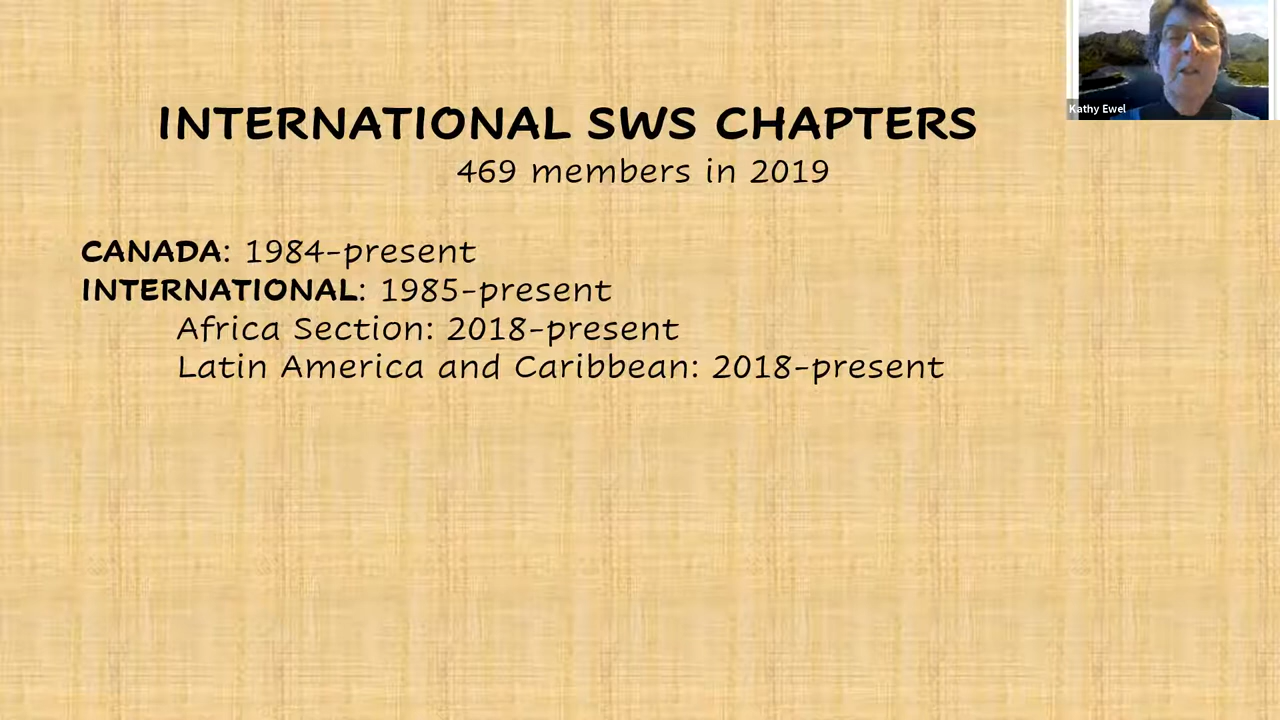 INTERNATIONAL SWS CHAPTERS
469 members in 2019
CANADA: 1984-present
INTERNATIONAL: 1985-present
Africa Section: 2018-present
Latin America and Caribbean: 2018-present
Kathy Ewel